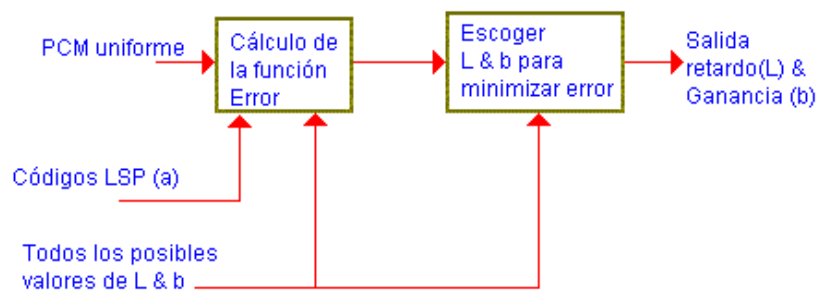 PCM uniforme
Cálculo de
la función
Error
Escoger
L & b para
minimizar error
Salida
retardo(L) &
Ganancia (b)
Códigos LSP (a)
Todos los posibles
valores de L & b